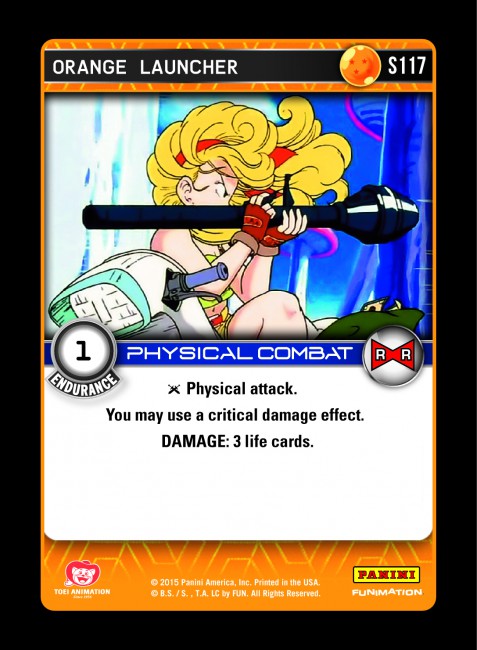 ORANGE LAUNCHER
S117
1
ENDURANCE
PHYSICAL COMBAT
R R
Physical attack.
You may use a critical damage effect.
DAMAGE: 3 life cards.
TOEI ANIMATION
© 2015 Panini America, Inc. Printed in the USA.
© B.S. / S. , T.A. LC by FUN. All Rights Reserved.
PANINI
FUNIMATION